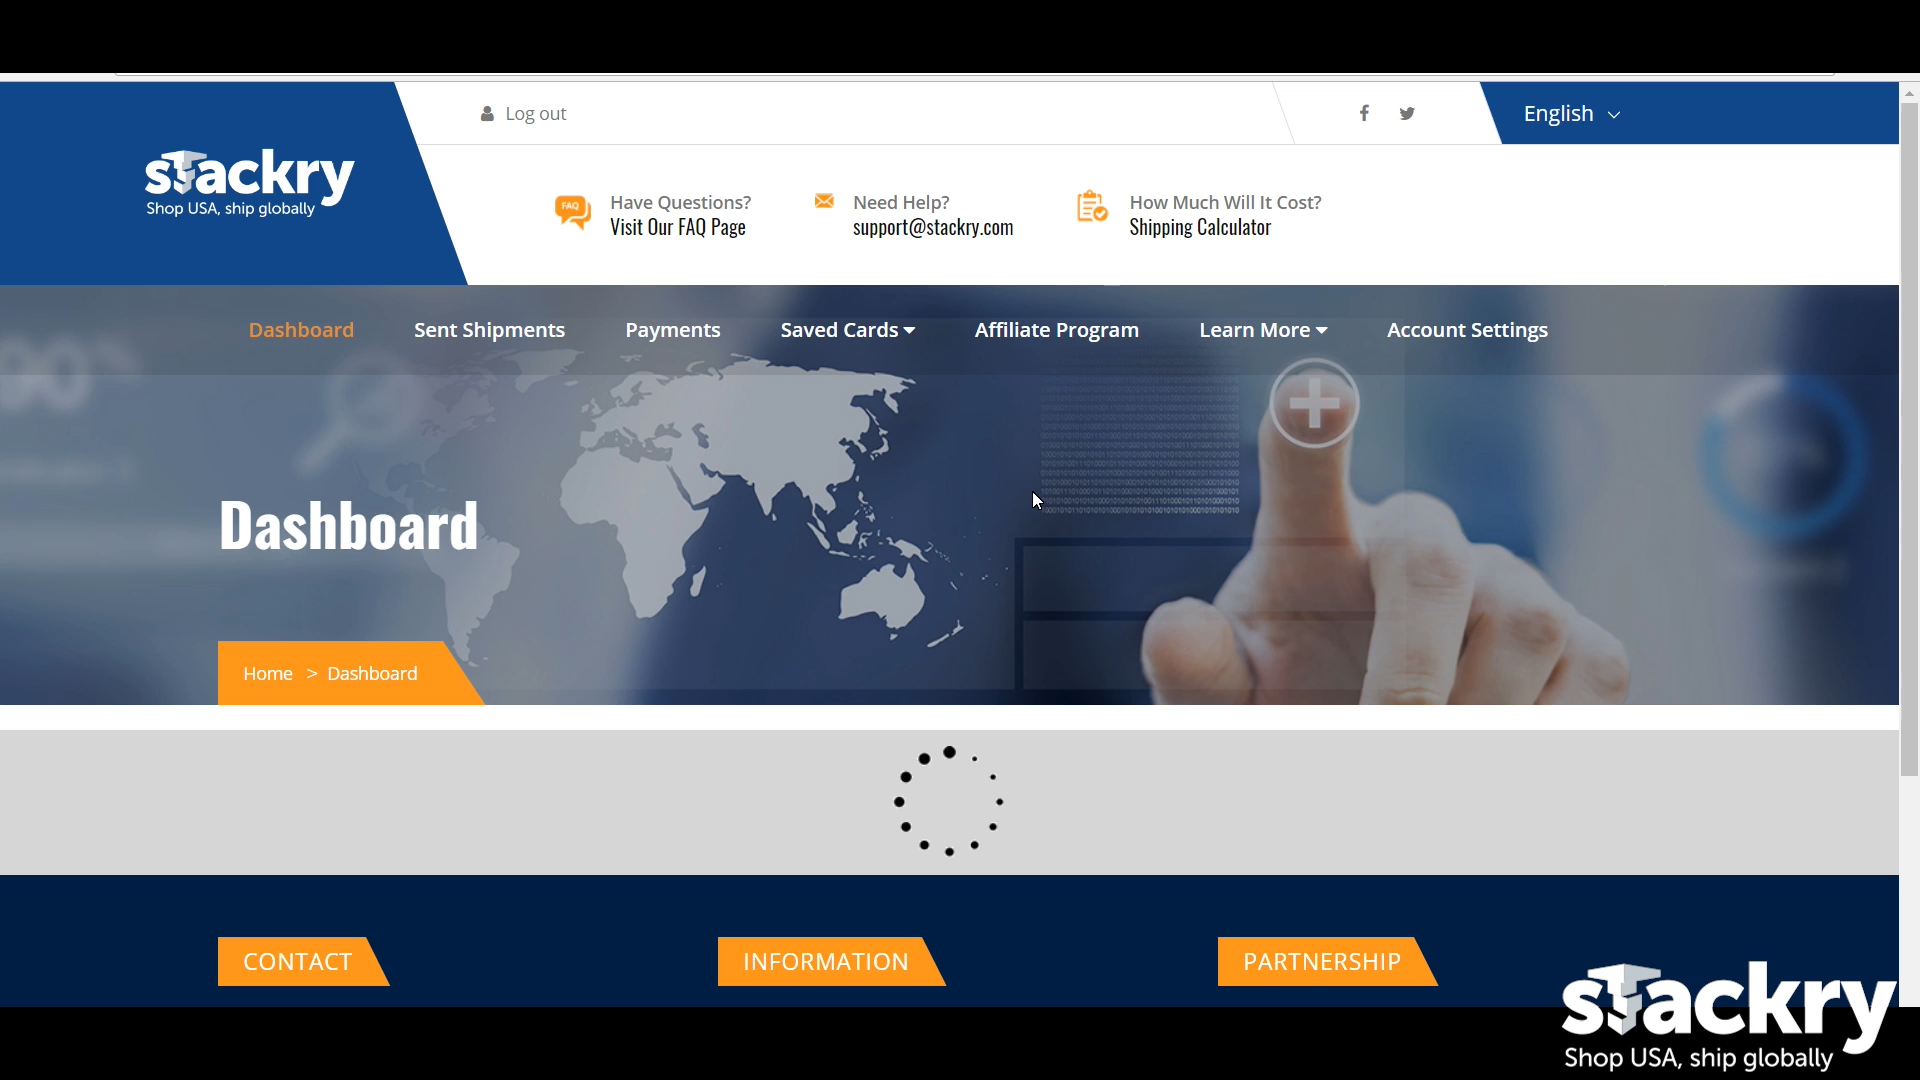 Log out
English
stackry
Shop USA, ship globally
FAQ
Have Questions?
Visit Our FAQ Page
Need Help?
support@stackry.com
How Much Will It Cost?
Shipping Calculator
Dashboard
Sent Shipments
Payments
Saved Cards
Affiliate Program
Learn More
Account Settings
90%
Dashboard
Home > Dashboard
CONTACT
INFORMATION
PARTNERSHIP
stackry
Shop USA, ship globally